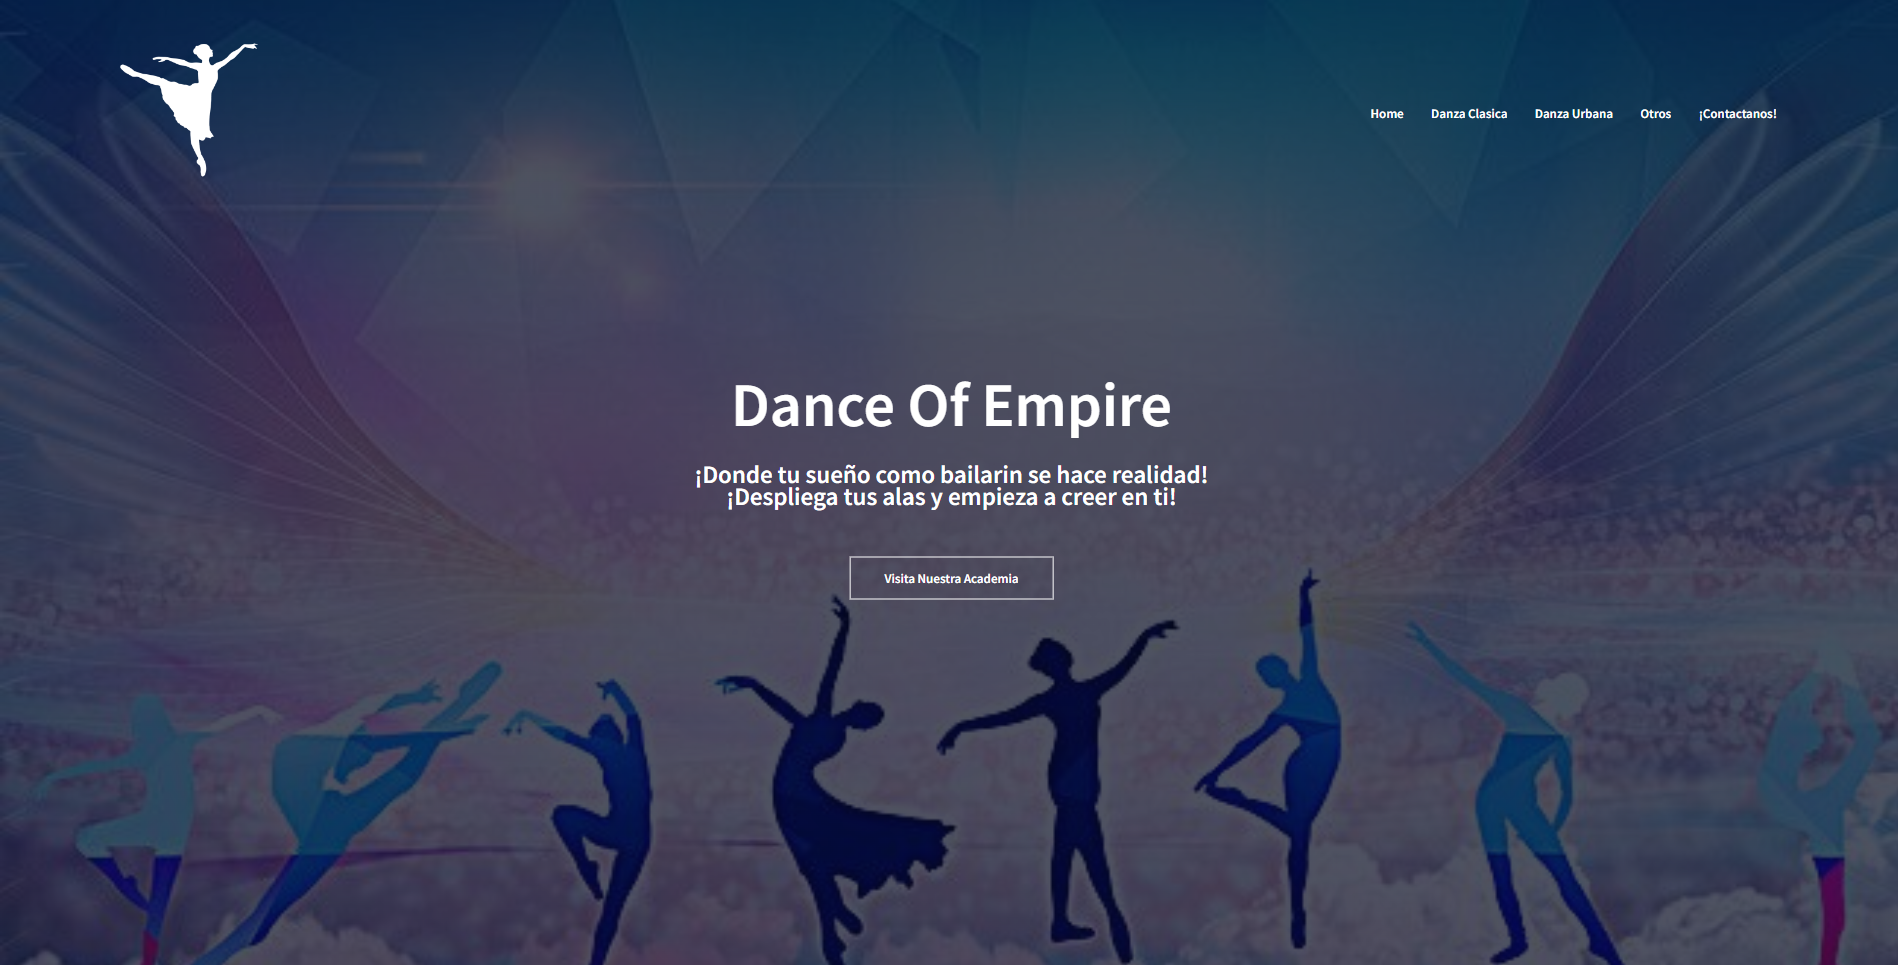 Home
Danza Clasica
Danza Urbana
Otros
¡Contactanos!
Dance Of Empire
¡Donde tu sueño como bailarin se hace realidad!
¡Despliega tus alas y empieza a creer en ti!
Visita Nuestra Academia